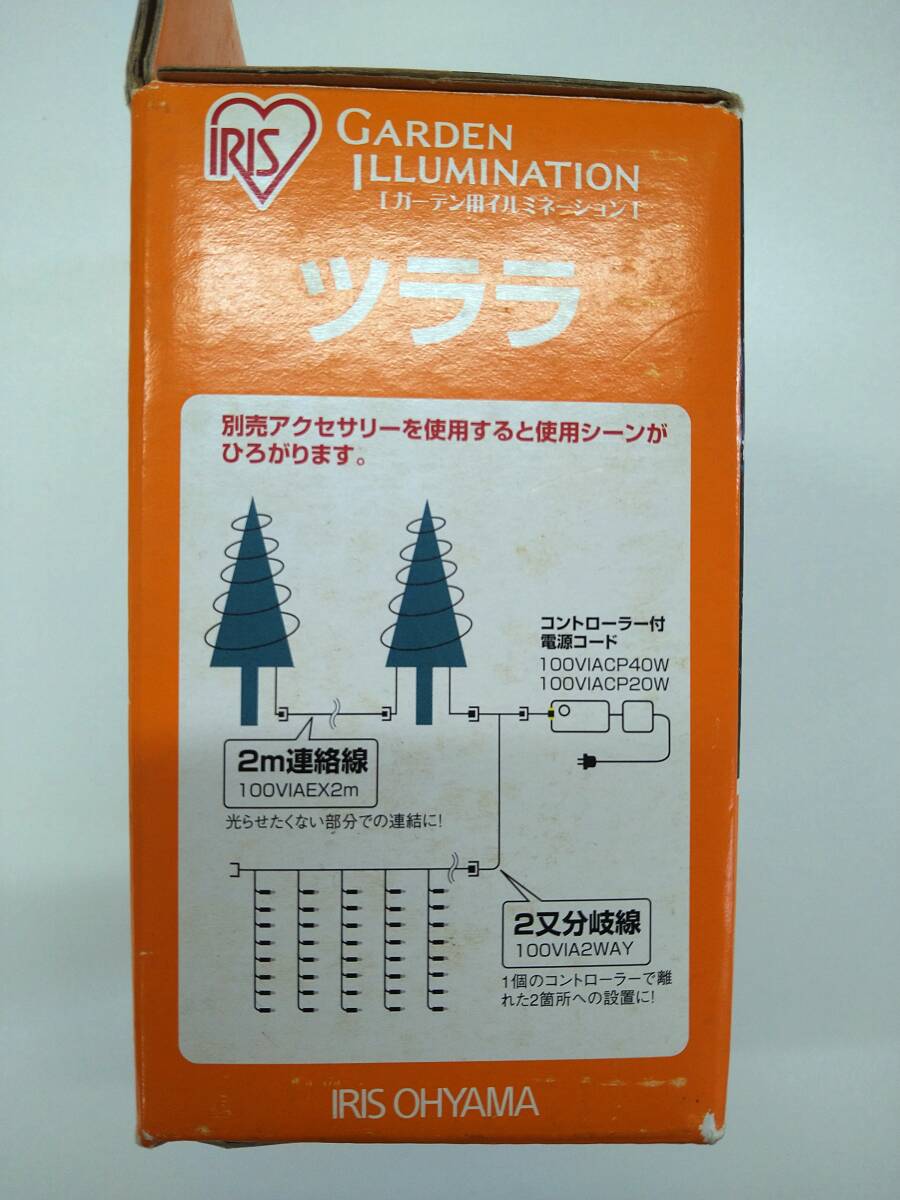 IRIS
GARDEN
ILLUMINATION
[ガーデン用イルミネーション]
ツララ
別売アクセサリーを使用すると使用シーンが
ひろがります。
コントローラー付
電源コード
100VIACP40W
100VIACP20W
2m連絡線
100VIAEX2m
光らせたくない部分での連結に!
2又分岐線
100VIA2WAY
1個のコントローラーで離
れた2箇所への設置に!
IRIS OHYAMA